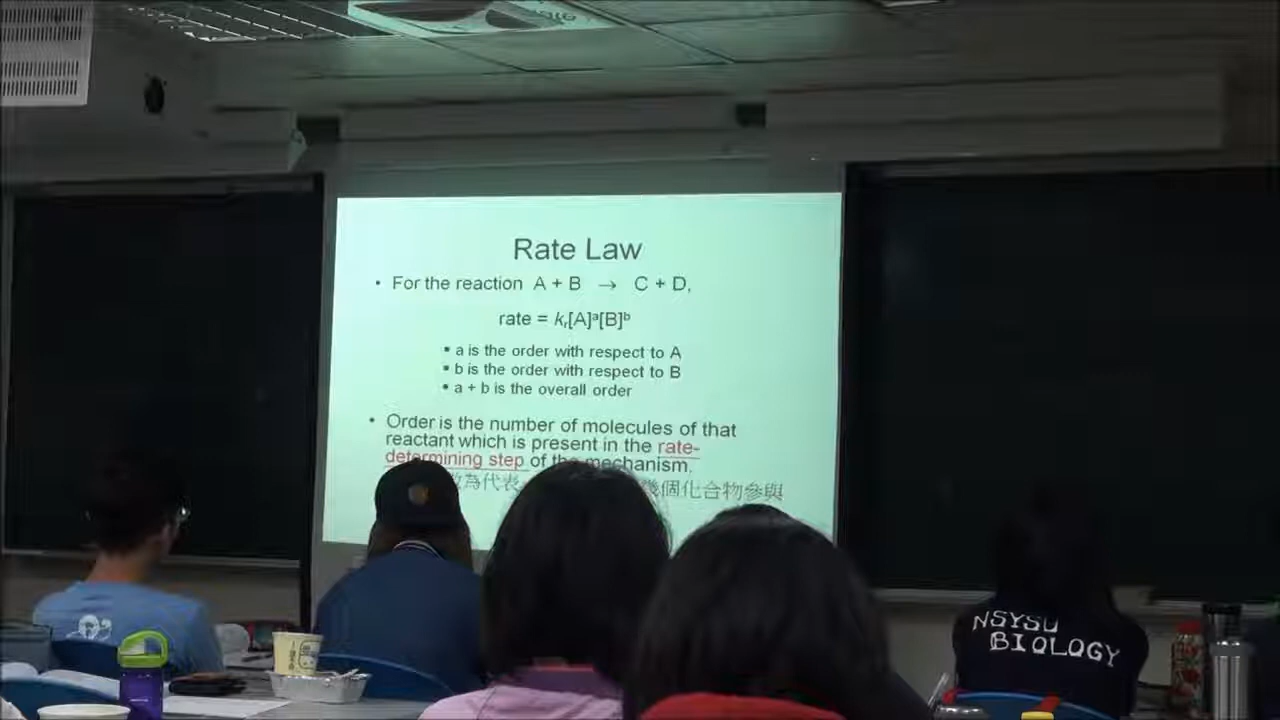 Rate Law
• For the reaction A + B → C + D,
rate = kᵣ[A]ᵃ[B]ᵇ
▪ a is the order with respect to A
▪ b is the order with respect to B
▪ a + b is the overall order
• Order is the number of molecules of that
reactant which is present in the rate-
determining step of the mechanism.
數為代表 幾個化合物參與
NSYSU
BIOLOGY